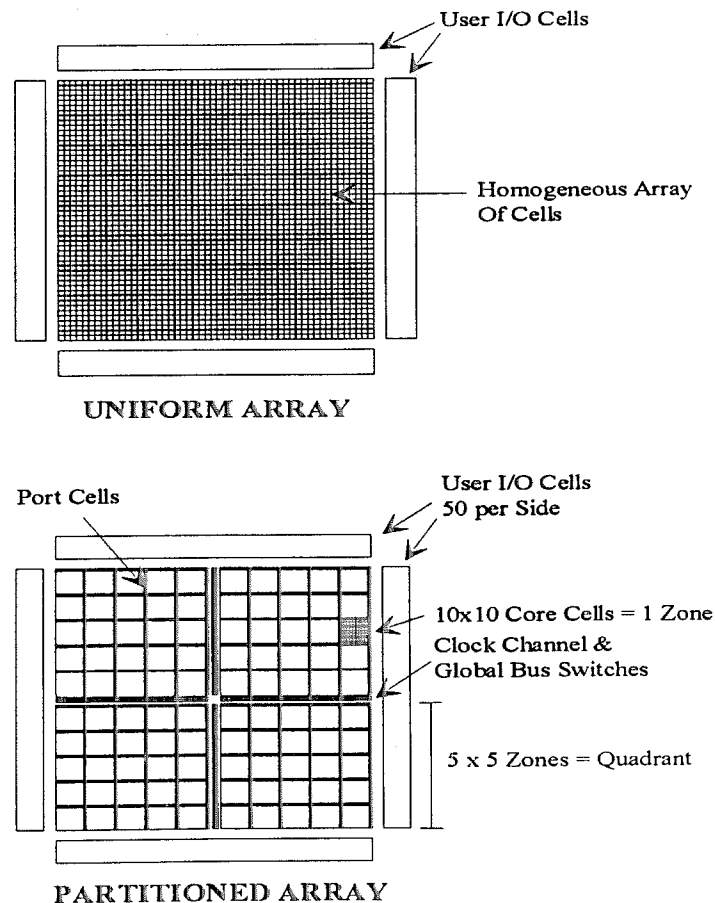 User I/O Cells
Homogeneous Array
Of Cells
UNIFORM ARRAY
Port Cells
User I/O Cells
50 per Side
10x10 Core Cells = 1 Zone
Clock Channel &
Global Bus Switches
5 x 5 Zones = Quadrant
PARTITIONED ARRAY